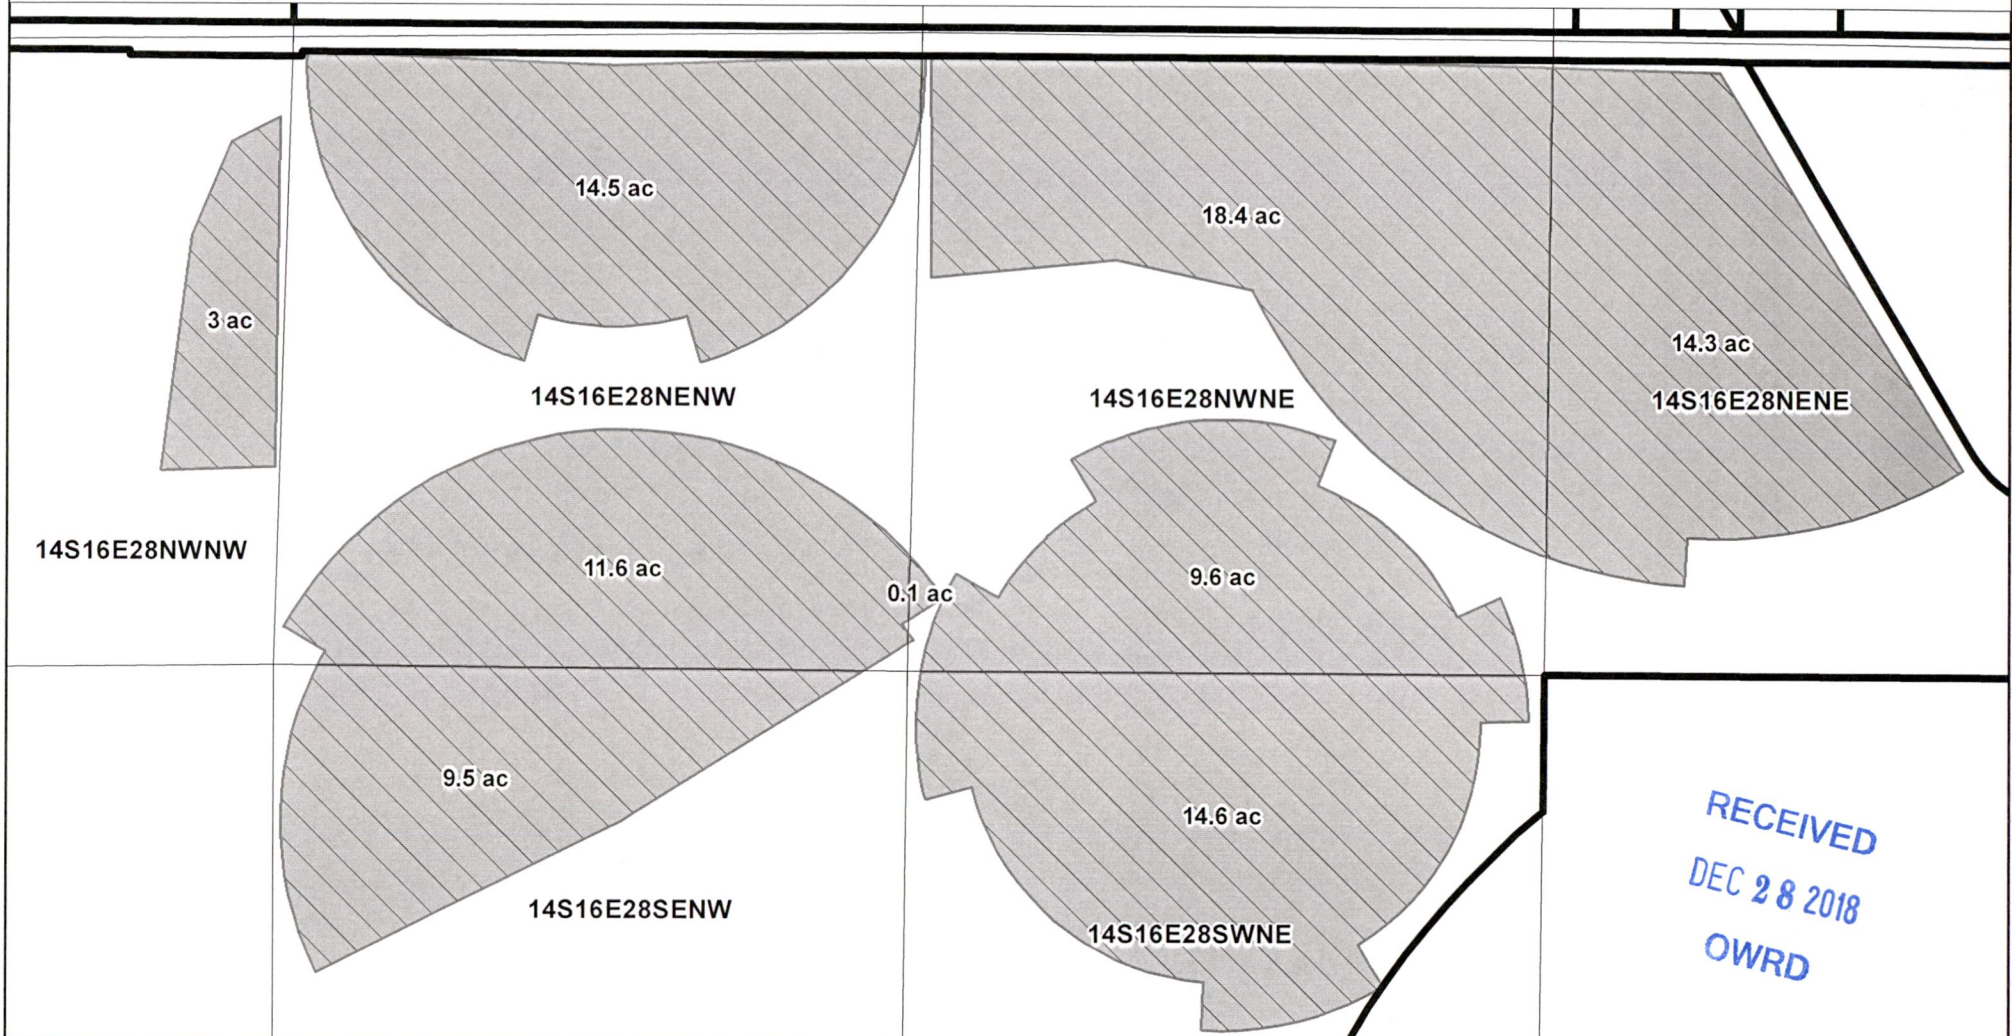 14.5 ac
18.4 ac
3 ac
14.3 ac
14S16E28NENW
14S16E28NWNE
14S16E28NENE
14S16E28NWNW
11.6 ac
0.1 ac
9.6 ac
9.5 ac
14.6 ac
14S16E28SENW
14S16E28SWNE
RECEIVED
DEC 28 2018
OWRD